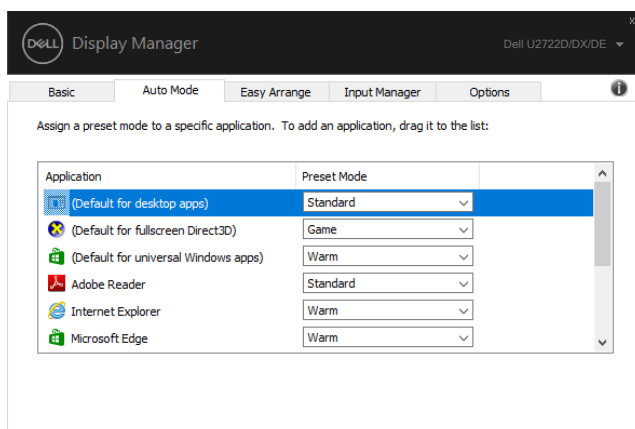 DELL Display Manager Dell U2722D/DX/DE
Basic Auto Mode Easy Arrange Input Manager Options
Assign a preset mode to a specific application. To add an application, drag it to the list:
Application Preset Mode
(Default for desktop apps) Standard
(Default for fullscreen Direct3D) Game
(Default for universal Windows apps) Warm
Adobe Reader Standard
Internet Explorer Warm
Microsoft Edge Warm